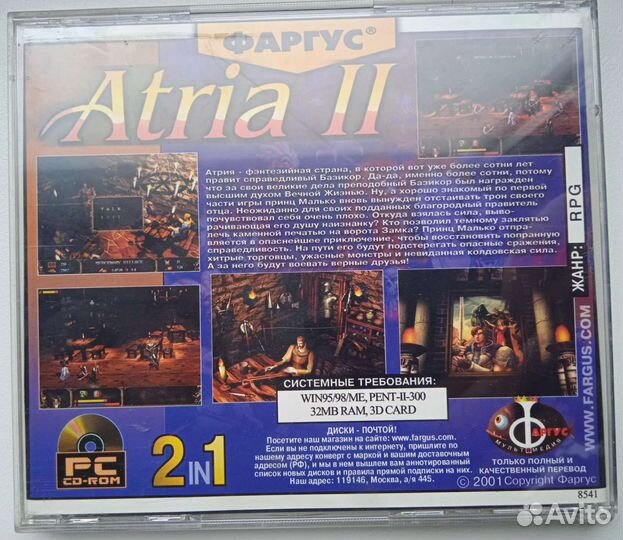 ФАРГУС®
Atria II
Атрия - фэнтезийная страна, в которой вот уже более сотни лет
правит справедливый Базикор. Да-да, именно более сотни, потому
что за свои великие дела преподобный Базикор был награжден
высшим духом Вечной Жизнью. Ну, а хорошо знакомый по первой
части игры принц Малько вновь вынужден отстаивать трон своего
отца. Неожиданно для своих подданных благородный правитель
почувствовал себя очень плохо. Откуда взялась сила, выво-
рачивающая его душу наизнанку? Кто позволил тёмному заклятью
лечь каменной печатью на ворота Замка? Принц Малько отпра-
вляется в опаснейшее приключение, чтобы восстановить попранную
справедливость. На пути его будут подстерегать опасные сражения,
хитрые торговцы, ужасные монстры и невиданная колдовская сила.
А за него будут воевать верные друзья!
ЖАНР: RPG
WWW.FARGUS.COM
СИСТЕМНЫЕ ТРЕБОВАНИЯ:
WIN95/98/ME, PENT-II-300
32MB RAM, 3D CARD
PC
CD-ROM
2 IN 1
ДИСКИ - ПОЧТОЙ!
Посетите наш магазин на сайте: www.fargus.com.
Если вы не подключены к интернету, пришлите по
нашему адресу конверт с маркой и вашим доставочным
адресом (РФ), и мы в нем вышлем вам аннотированный
список новых дисков и правила прямой подписки на них.
Наш адрес: 119146, Москва, а/я 445.
ФАРГУС
МУЛЬТИМЕДИА
ТОЛЬКО ПОЛНЫЙ И
КАЧЕСТВЕННЫЙ ПЕРЕВОД
© 2001 Copyright Фаргус
8541
Avito